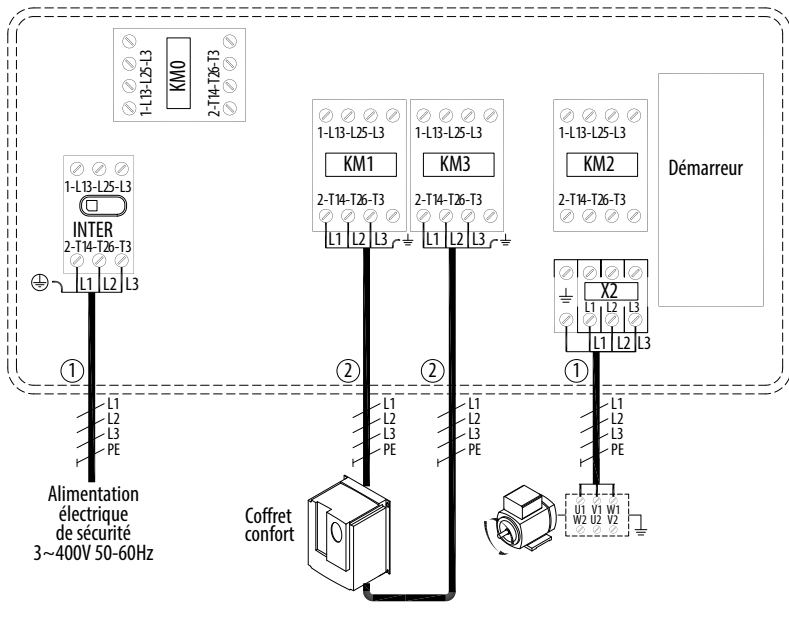 KM0
1-L13-L25-L3
2-T14-T26-T3
1-L13-L25-L3
INTER
2-T14-T26-T3
L1 L2 L3
1-L13-L25-L3
KM1
2-T14-T26-T3
L1 L2 L3
1-L13-L25-L3
KM3
2-T14-T26-T3
L1 L2 L3
1-L13-L25-L3
KM2
2-T14-T26-T3
Démarreur
X2
L1 L2 L3
L1 L2 L3
1
2
2
1
L1
L2
L3
PE
L1
L2
L3
PE
L1
L2
L3
PE
L1
L2
L3
PE
Alimentation
électrique
de sécurité
3~400V 50-60Hz
Coffret
confort
U1 V1 W1
W2 U2 V2